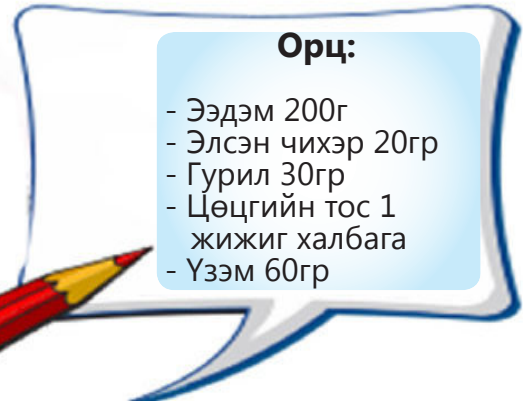 Орц:
- Ээдэм 200г
- Элсэн чихэр 20гр
- Гурил 30гр
- Цөцгийн тос 1
жижиг халбага
- Үзэм 60гр